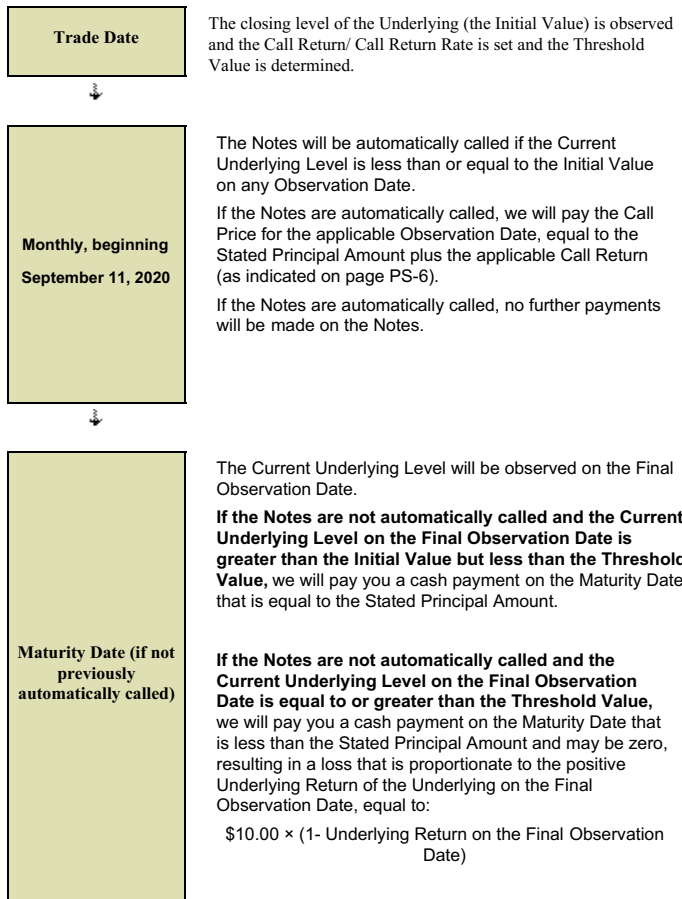 Trade Date
The closing level of the Underlying (the Initial Value) is observed
and the Call Return/ Call Return Rate is set and the Threshold
Value is determined.
Monthly, beginning
September 11, 2020
The Notes will be automatically called if the Current
Underlying Level is less than or equal to the Initial Value
on any Observation Date.
If the Notes are automatically called, we will pay the Call
Price for the applicable Observation Date, equal to the
Stated Principal Amount plus the applicable Call Return
(as indicated on page PS-6).
If the Notes are automatically called, no further payments
will be made on the Notes.
Maturity Date (if not
previously
automatically called)
The Current Underlying Level will be observed on the Final
Observation Date.
If the Notes are not automatically called and the Current
Underlying Level on the Final Observation Date is
greater than the Initial Value but less than the Threshold
Value, we will pay you a cash payment on the Maturity Date
that is equal to the Stated Principal Amount.
If the Notes are not automatically called and the
Current Underlying Level on the Final Observation
Date is equal to or greater than the Threshold Value,
we will pay you a cash payment on the Maturity Date that
is less than the Stated Principal Amount and may be zero,
resulting in a loss that is proportionate to the positive
Underlying Return of the Underlying on the Final
Observation Date, equal to:
$10.00 × (1- Underlying Return on the Final Observation
Date)